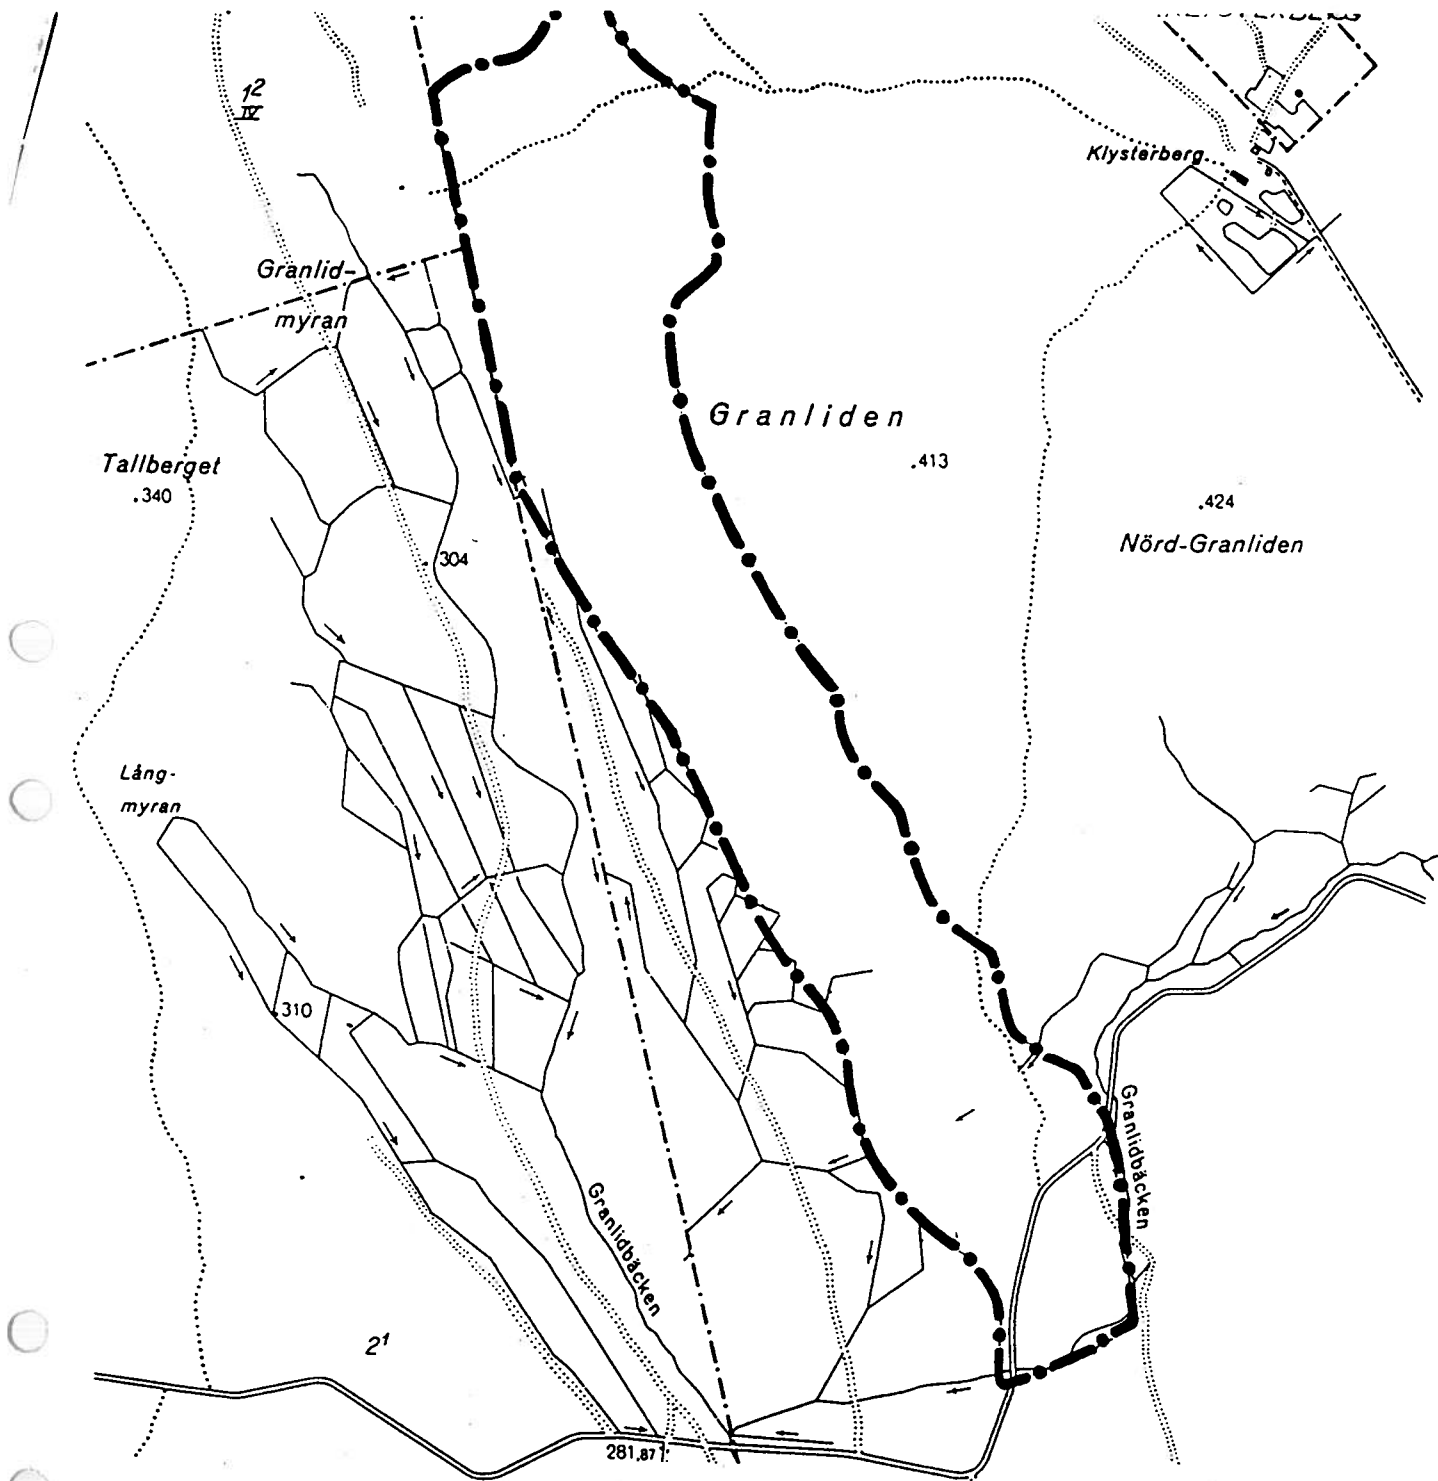 1²
IV
Klysterberg
Granlid-
myran
Granliden
.413
Tallberget
.340
.424
Nörd-Granliden
304
Lång-
myran
.310
Granlidbäcken
Granlidbäcken
2¹
281,87